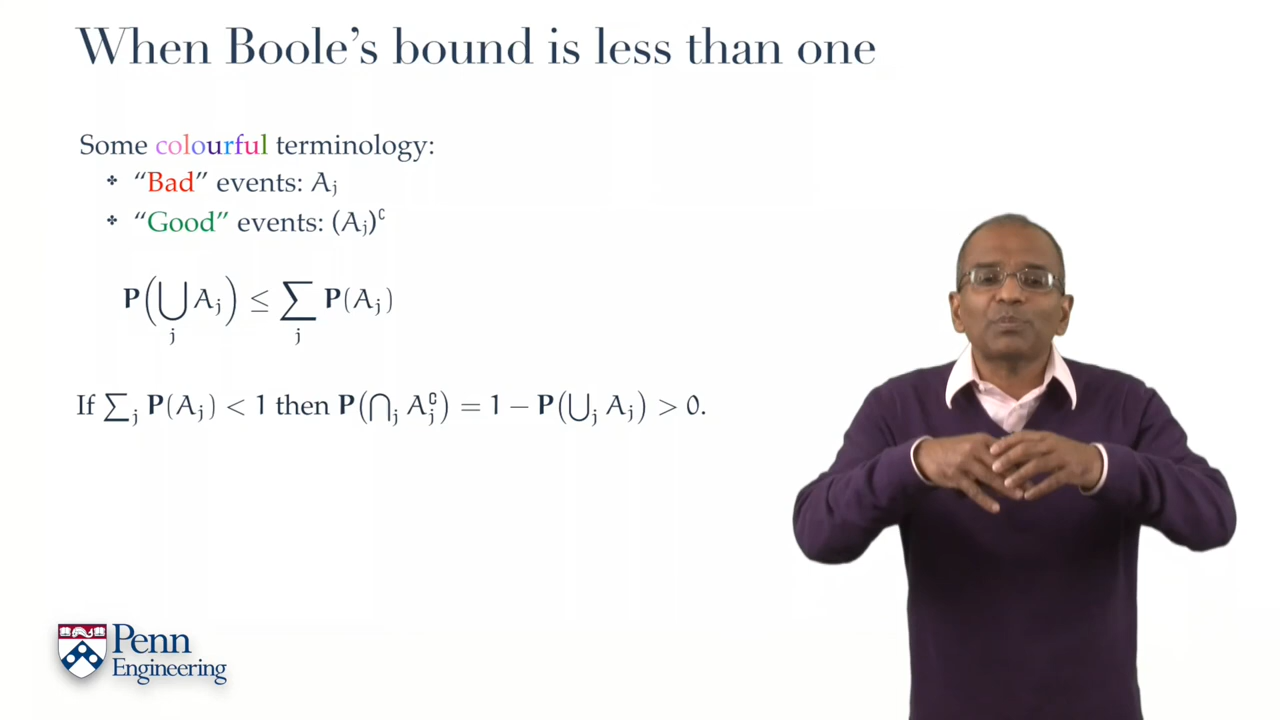 When Boole's bound is less than one
Some colourful terminology:
✤ “Bad” events: Aⱼ
✤ “Good” events: (Aⱼ)∁
P(⋃ⱼ Aⱼ) ≤ ∑ⱼ P(Aⱼ)
If ∑ⱼ P(Aⱼ) < 1 then P(⋂ⱼ Aⱼ∁) = 1 − P(⋃ⱼ Aⱼ) > 0.
Penn
Engineering